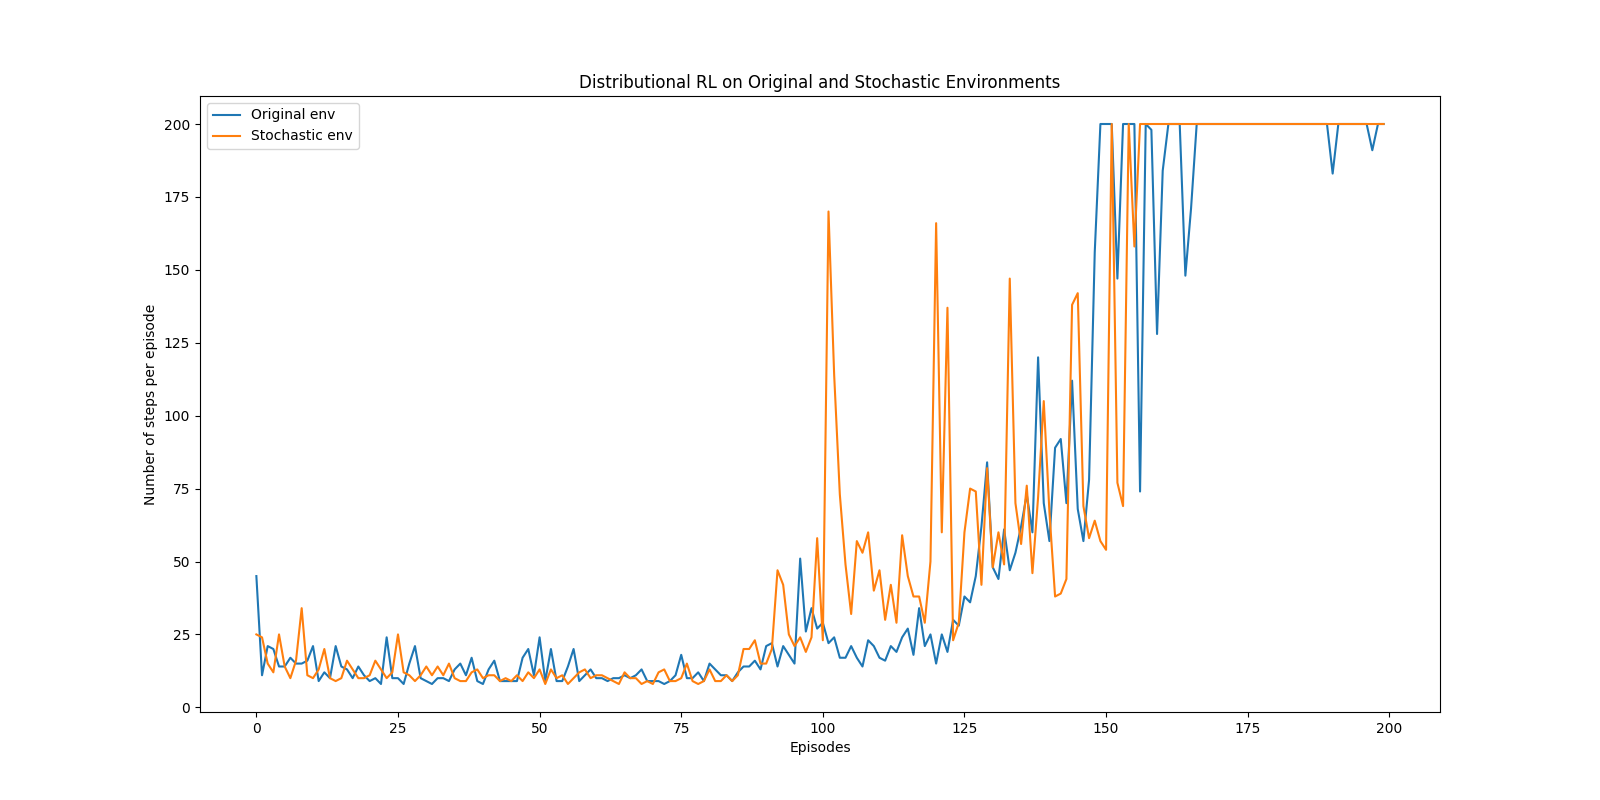 Distributional RL on Original and Stochastic Environments
Original env
Stochastic env
200
175
150
125
100
75
50
25
0
Number of steps per episode
0 25 50 75 100 125 150 175 200
Episodes